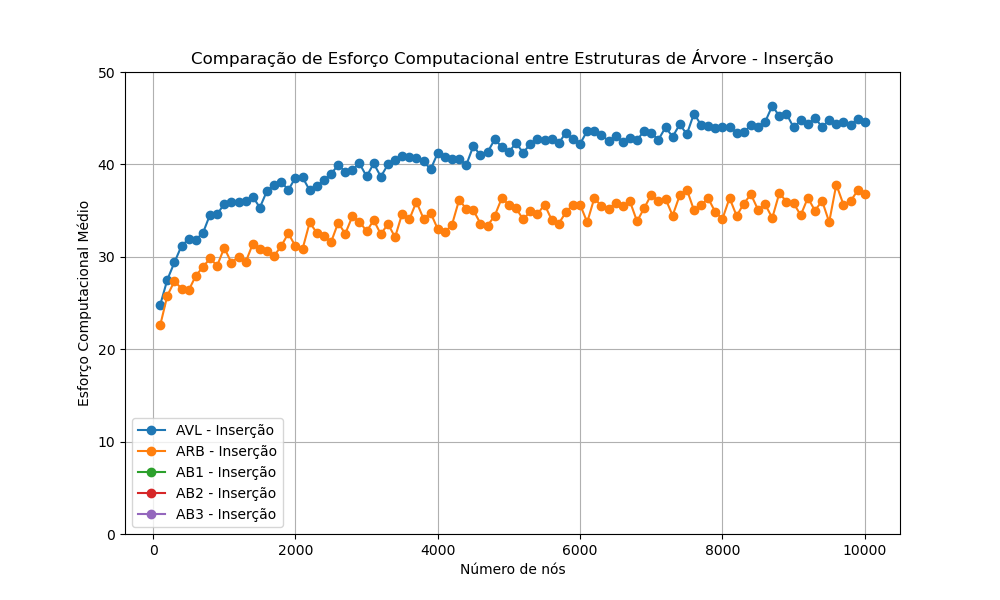 Comparação de Esforço Computacional entre Estruturas de Árvore - Inserção
Esforço Computacional Médio
50
40
30
20
10
0
AVL - Inserção
ARB - Inserção
AB1 - Inserção
AB2 - Inserção
AB3 - Inserção
0 2000 4000 6000 8000 10000
Número de nós